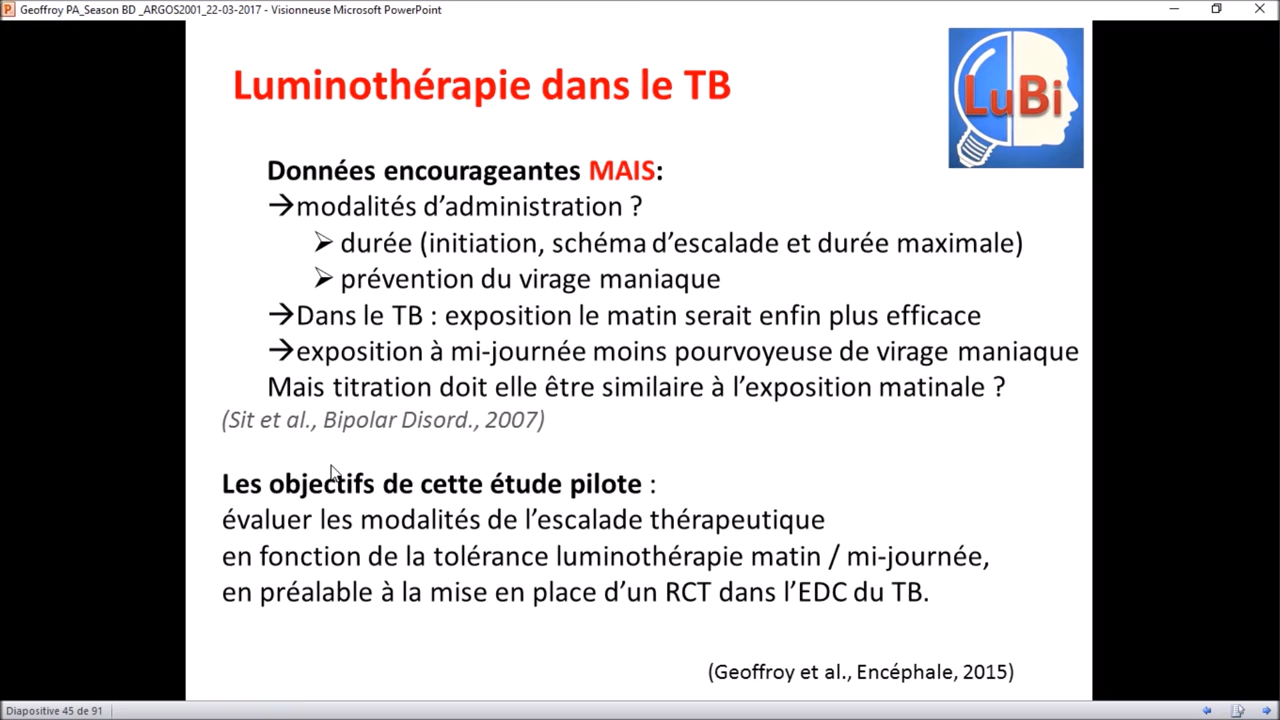 Geoffroy PA_Season BD _ARGOS2001_22-03-2017 - Visionneuse Microsoft PowerPoint
Luminothérapie dans le TB
LuBi
Données encourageantes MAIS:
→modalités d’administration ?
➢ durée (initiation, schéma d’escalade et durée maximale)
➢ prévention du virage maniaque
→Dans le TB : exposition le matin serait enfin plus efficace
→exposition à mi-journée moins pourvoyeuse de virage maniaque
Mais titration doit elle être similaire à l’exposition matinale ?
(Sit et al., Bipolar Disord., 2007)
Les objectifs de cette étude pilote :
évaluer les modalités de l’escalade thérapeutique
en fonction de la tolérance luminothérapie matin / mi-journée,
en préalable à la mise en place d’un RCT dans l’EDC du TB.
(Geoffroy et al., Encéphale, 2015)
Diapositive 45 de 91